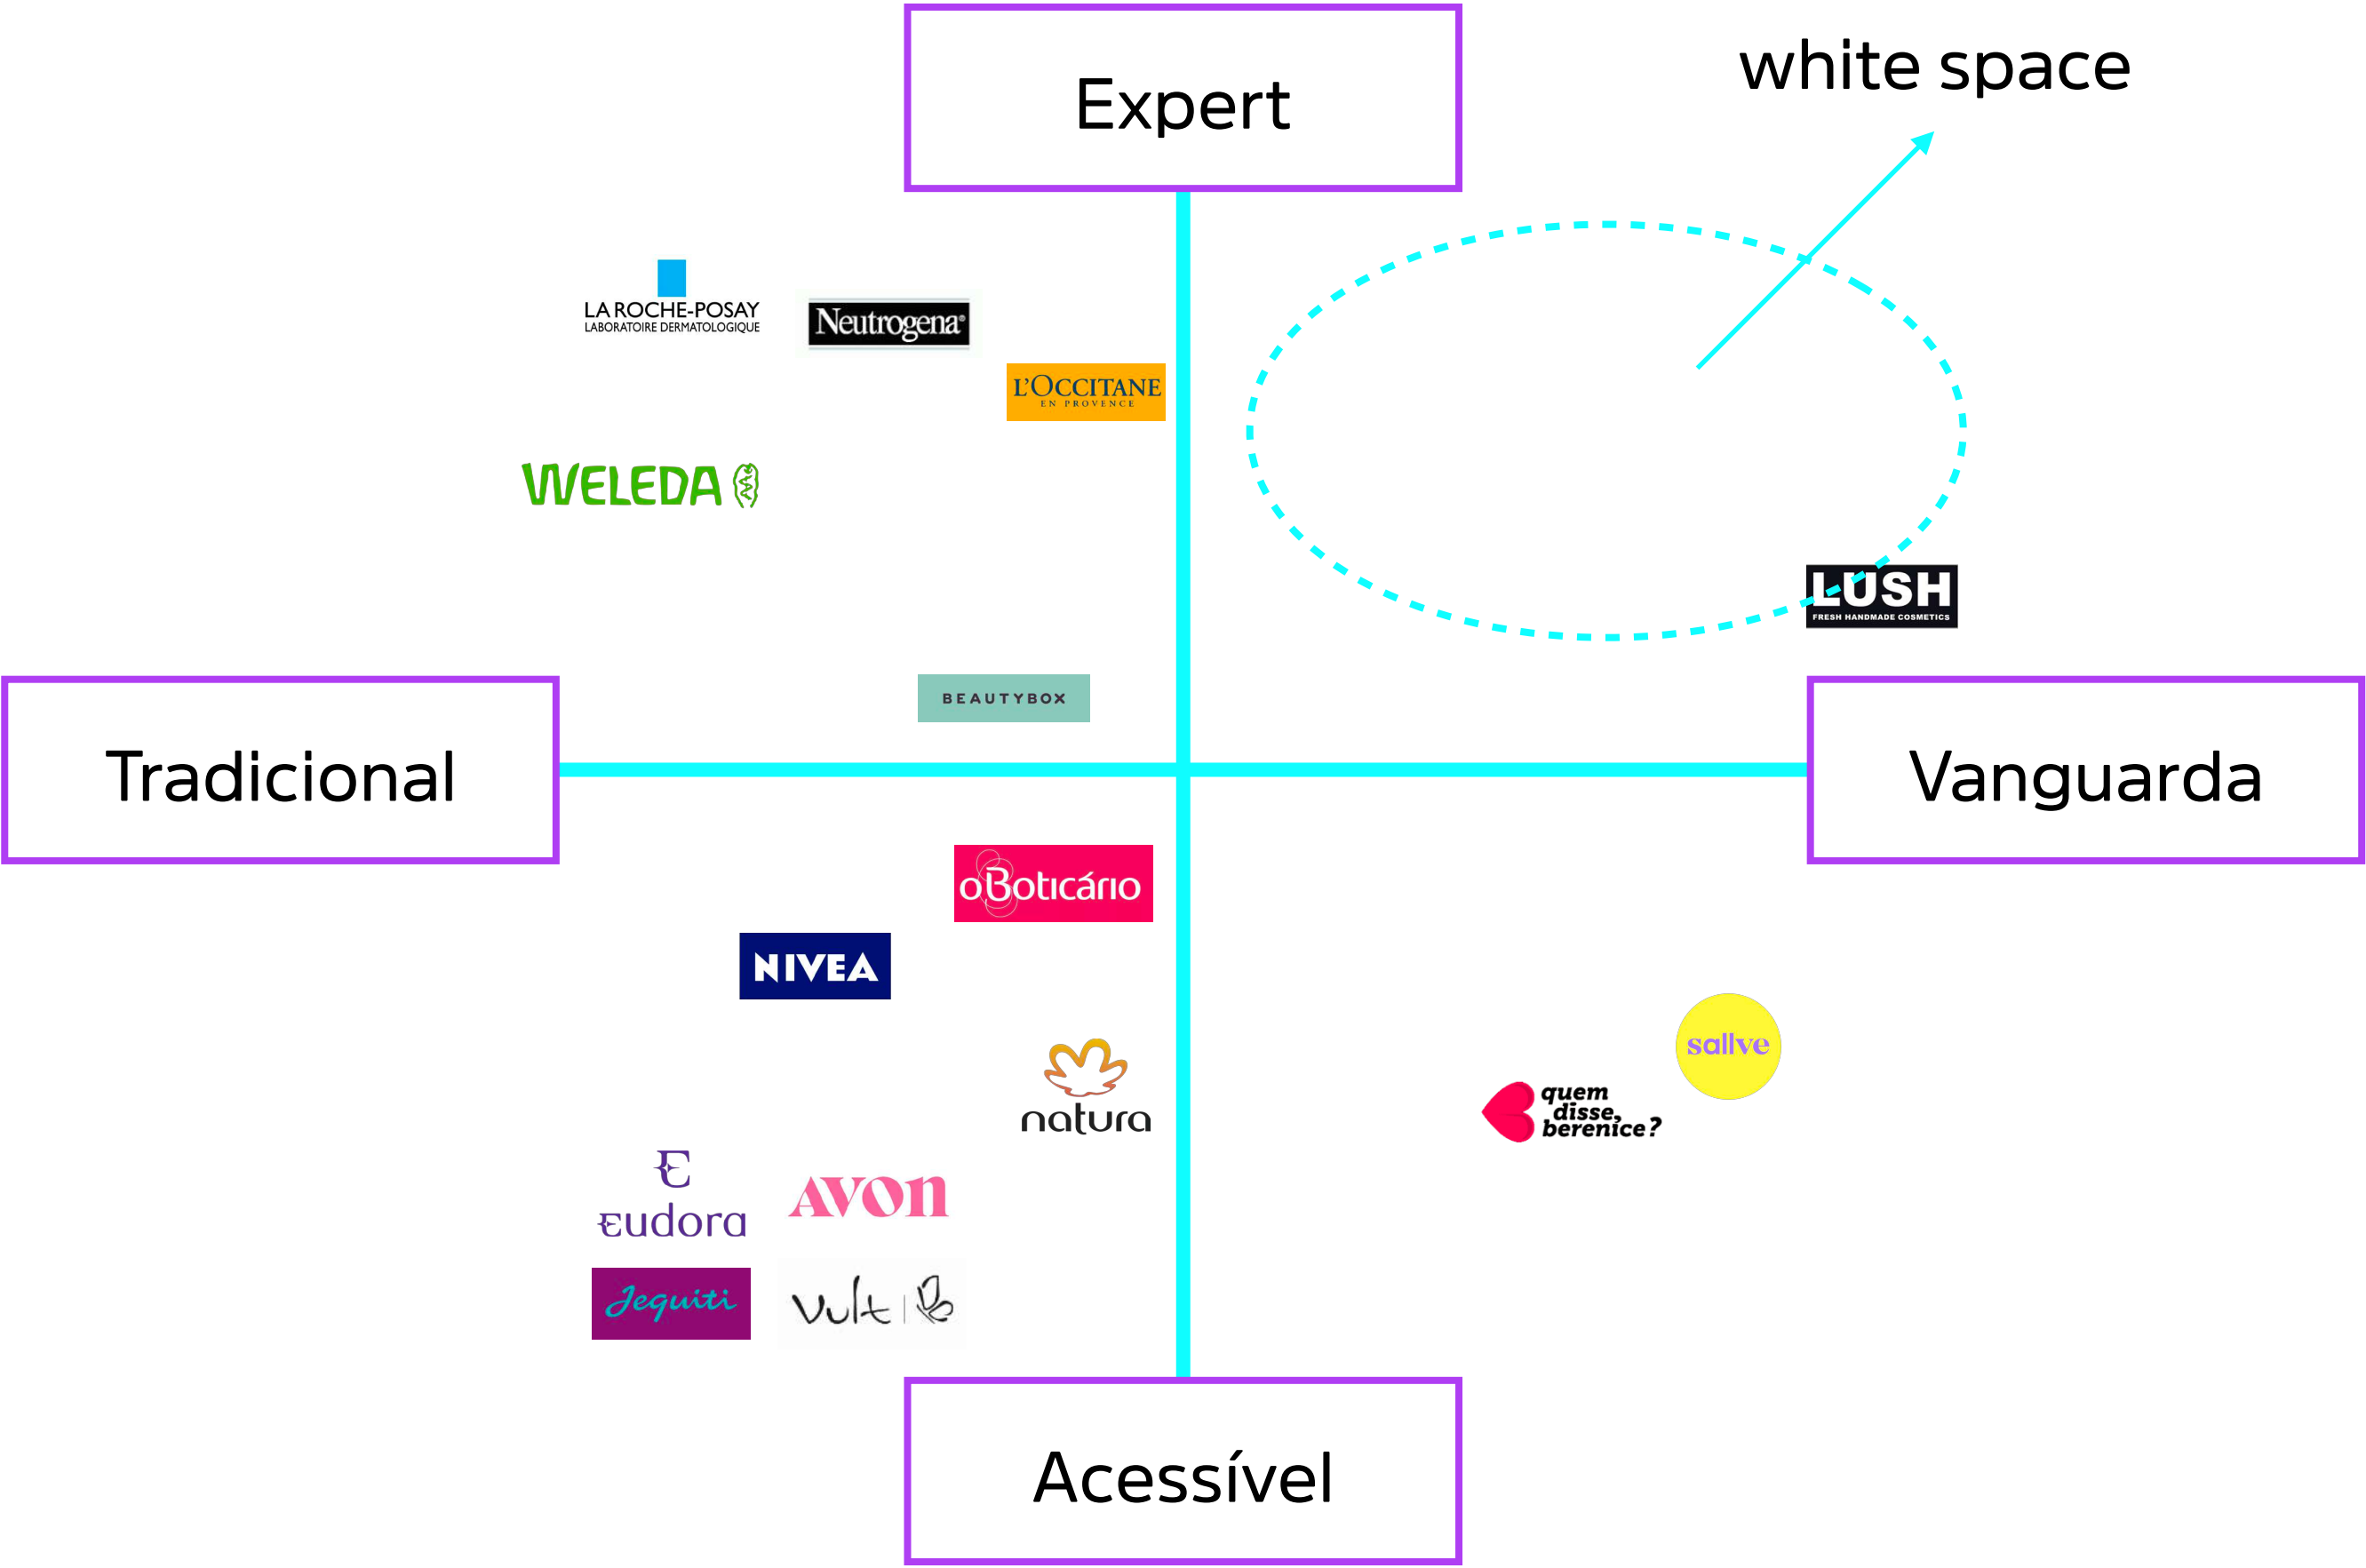 Expert
white space
LA ROCHE-POSAY
LABORATOIRE DERMATOLOGIQUE
Neutrogena®
L'OCCITANE
EN PROVENCE
WELEDA
LUSH
FRESH HANDMADE COSMETICS
BEAUTYBOX
Tradicional
Vanguarda
oBoticário
NIVEA
sallve
natura
quem
disse,
berenice?
E
Eudora
AVON
Jequiti
Vult
Acessível